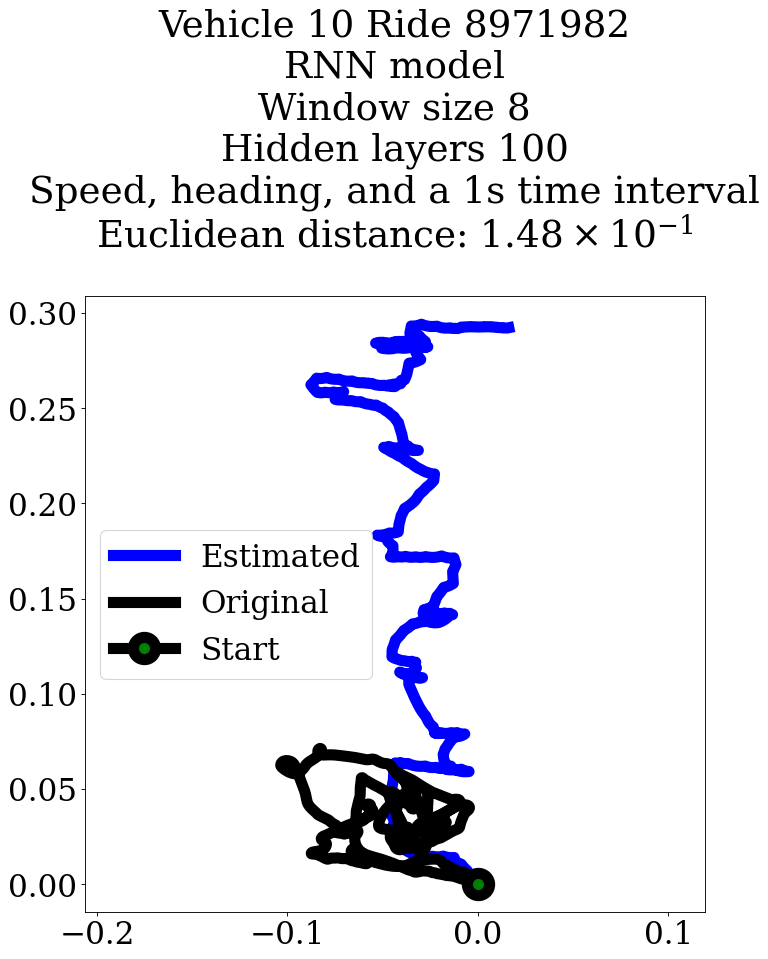 Vehicle 10 Ride 8971982
RNN model
Window size 8
Hidden layers 100
Speed, heading, and a 1s time interval
Euclidean distance: 1.48 × 10⁻¹
0.30
0.25
0.20
0.15
0.10
0.05
0.00
Estimated
Original
Start
−0.2
−0.1
0.0
0.1